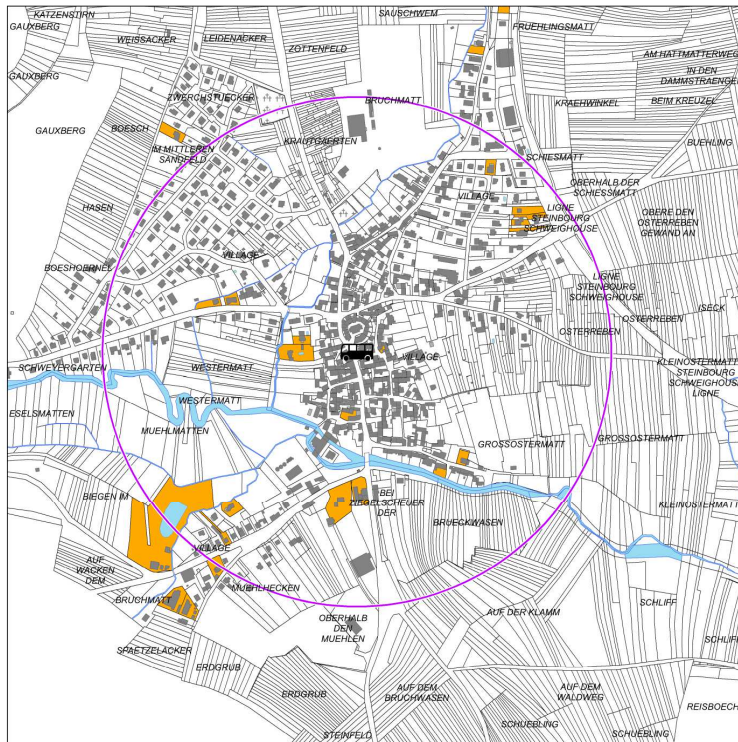 KATZENSTIRN
GAUXBERG
SAUSCHWEM
FRUEHLINGSMATT
WEISSACKER
LEIDENACKER
ZOTTENFELD
AM HATTMATTERWEG
IN DEN
DAMMSTRAENGEN
GAUXBERG
ZWERCHSTUECKER
BRUCHMATT
KRAEHWINKEL
BEIM KREUZEL
GAUXBERG
BOESCH
KRAUTGAERTEN
BUEHLING
IM MITTLEREN
SANDFELD
SCHIESMATT
OBERHALB DER
SCHIESSMATT
HASEN
VILLAGE
LIGNE
STEINBOURG
SCHWEIGHOUSE
OBERE DEN
OSTERREBEN
GEWAND AN
VILLAGE
BOESHOERNEL
LIGNE
STEINBOURG
SCHWEIGHOUSE
ISECK
OSTERREBEN
OSTERREBEN
VILLAGE
SCHWEYERGARTEN
WESTERMATT
KLEINOSTERMATT
STEINBOURG
SCHWEIGHOUSE
LIGNE
ESELSMATTEN
WESTERMATT
MUEHLMATTEN
GROSSOSTERMATT
GROSSOSTERMATT
BIEGEN IM
BEI
ZIEGELSCHEUER
DER
KLEINOSTERMATT
BRUECKWASEN
AUF
WACKEN
DEM
VILLAGE
BRUCHMATT
MUEHLHECKEN
OBERHALB
DEN
MUEHLEN
AUF DER KLAMM
SCHLIFF
SPAETZELACKER
ERDGRUB
SCHLIFF
ERDGRUB
AUF DEM
BRUCHWASEN
AUF DEM
WALDWEG
REISBOECH
SCHUEBLING
STEINFELD
SCHUEBLING